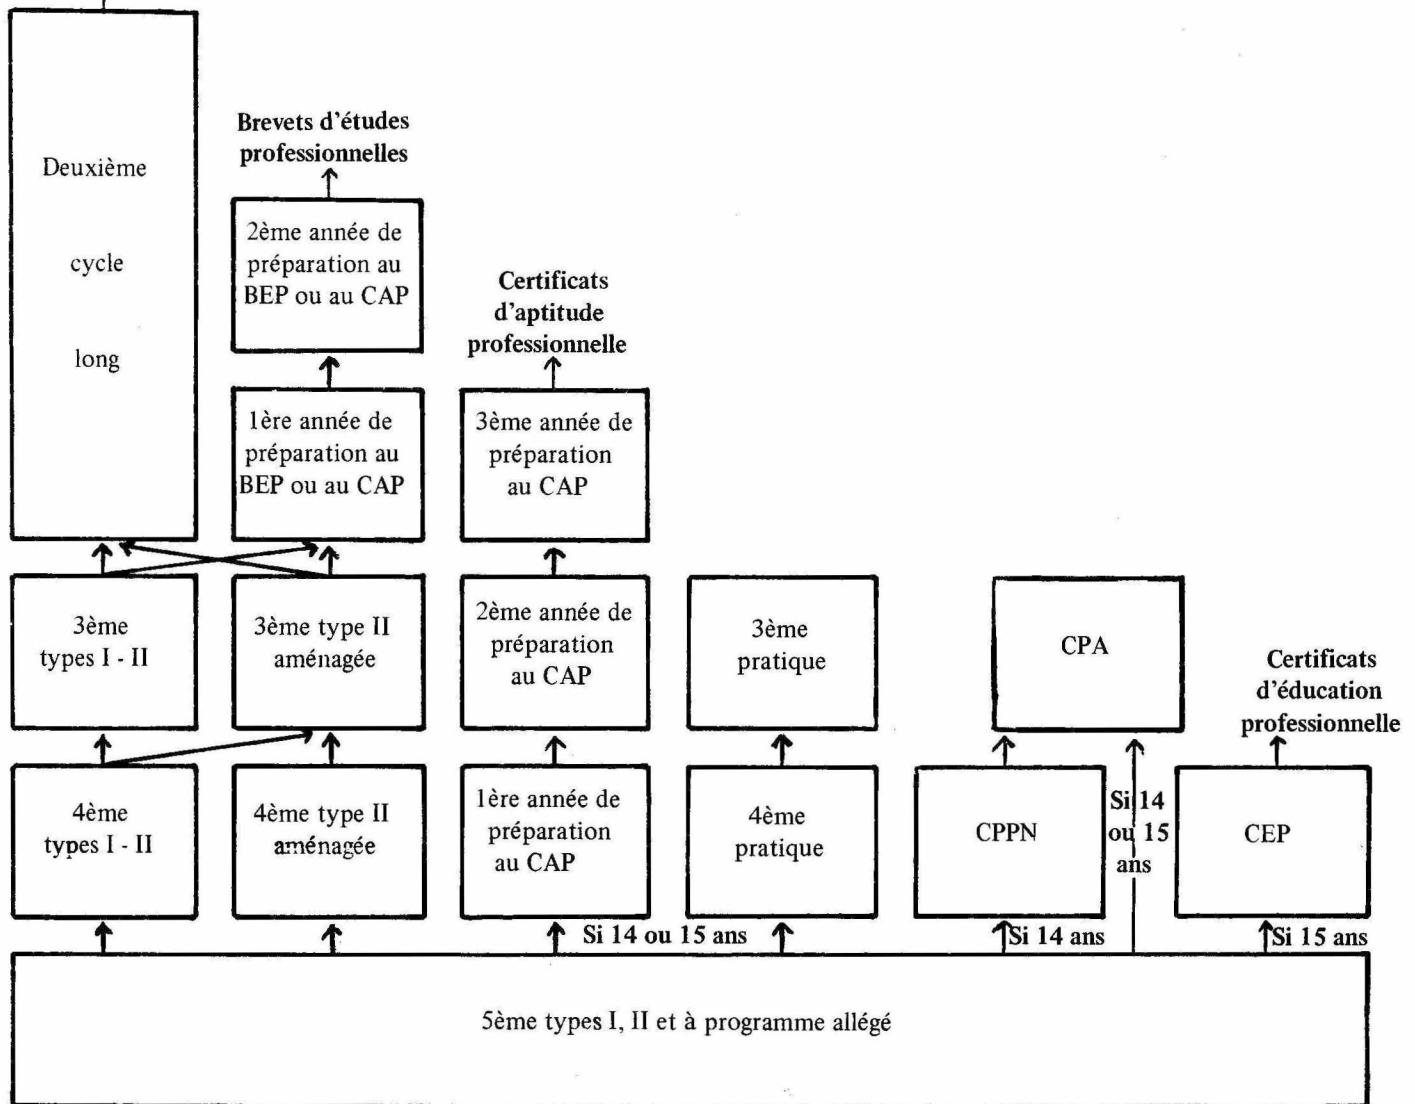 Deuxième
cycle
long
Brevets d'études
professionnelles
2ème année de
préparation au
BEP ou au CAP
Certificats
d'aptitude
professionnelle
1ère année de
préparation au
BEP ou au CAP
3ème année de
préparation
au CAP
3ème
types I - II
3ème type II
aménagée
2ème année de
préparation
au CAP
3ème
pratique
CPA
Certificats
d'éducation
professionnelle
4ème
types I - II
4ème type II
aménagée
1ère année de
préparation
au CAP
4ème
pratique
CPPN
Si 14
ou 15
ans
CEP
Si 14 ou 15 ans
Si 14 ans
Si 15 ans
5ème types I, II et à programme allégé